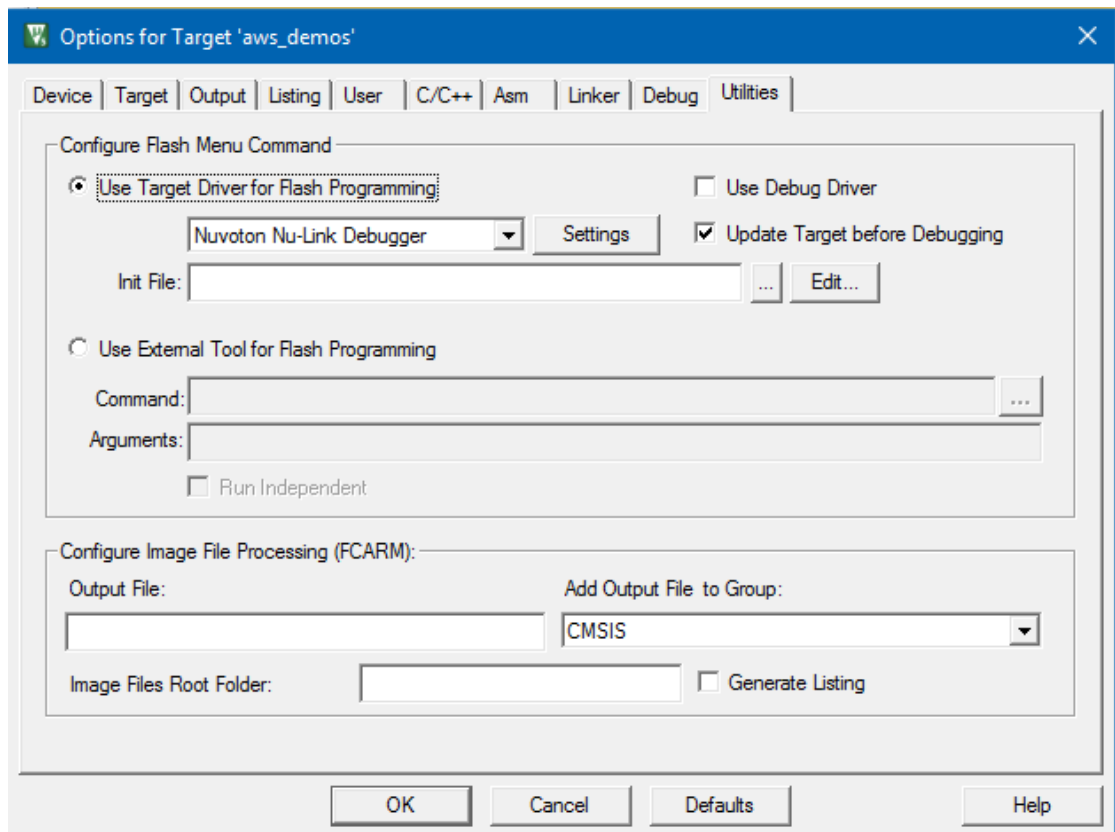 Options for Target 'aws_demos'
Device Target Output Listing User C/C++ Asm Linker Debug Utilities
Configure Flash Menu Command
Use Target Driver for Flash Programming Use Debug Driver
Nuvoton Nu-Link Debugger Settings Update Target before Debugging
Init File: ... Edit...
Use External Tool for Flash Programming
Command: ...
Arguments:
Run Independent
Configure Image File Processing (FCARM):
Output File: Add Output File to Group:
CMSIS
Image Files Root Folder: Generate Listing
OK Cancel Defaults Help